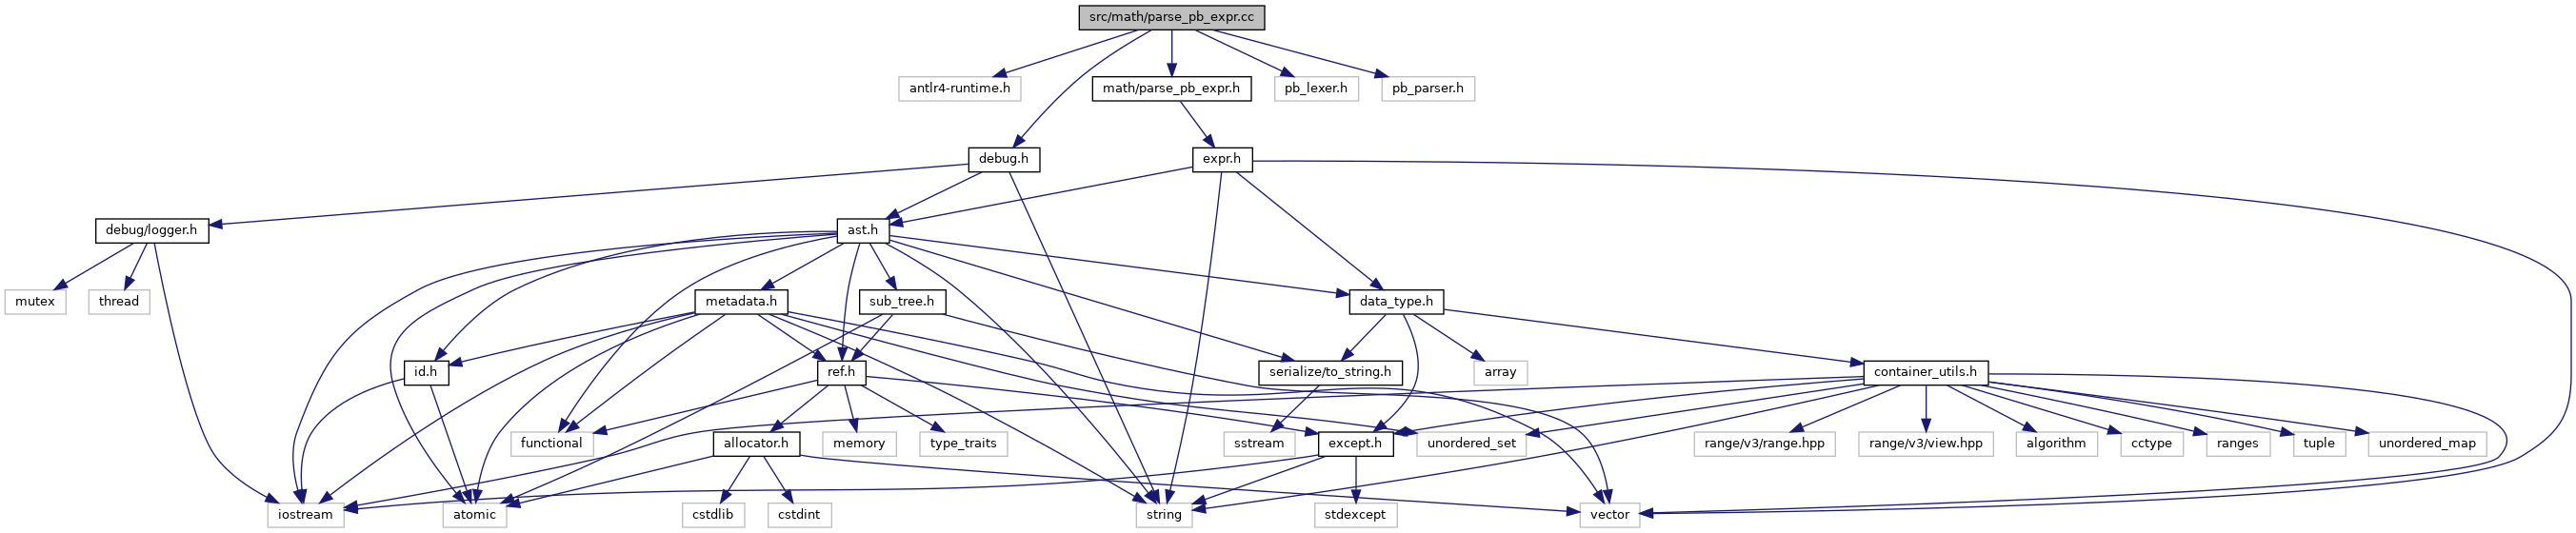 src/math/parse_pb_expr.cc
antlr4-runtime.h
math/parse_pb_expr.h
pb_lexer.h
pb_parser.h
debug.h
expr.h
debug/logger.h
ast.h
mutex
thread
metadata.h
sub_tree.h
data_type.h
id.h
ref.h
serialize/to_string.h
array
container_utils.h
functional
allocator.h
memory
type_traits
sstream
except.h
unordered_set
range/v3/range.hpp
range/v3/view.hpp
algorithm
cctype
ranges
tuple
unordered_map
iostream
atomic
cstdlib
cstdint
string
stdexcept
vector